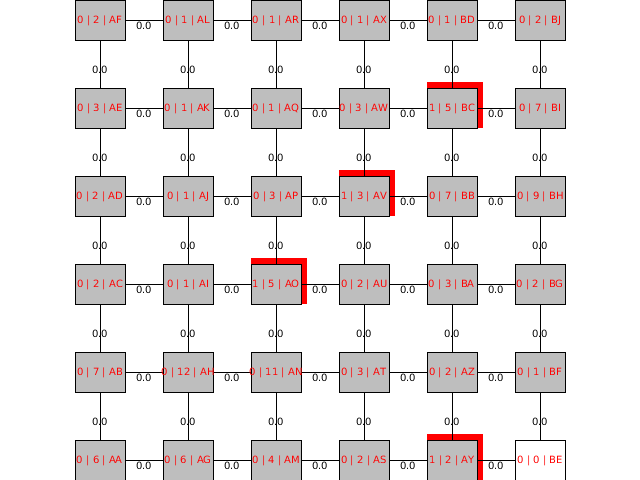 0 | 2 | AF 0.0 0 | 1 | AL 0.0 0 | 1 | AR 0.0 0 | 1 | AX 0.0 0 | 1 | BD 0.0 0 | 2 | BJ
0.0 0.0 0.0 0.0 0.0 0.0
0 | 3 | AE 0.0 0 | 1 | AK 0.0 0 | 1 | AQ 0.0 0 | 3 | AW 0.0 1 | 5 | BC 0.0 0 | 7 | BI
0.0 0.0 0.0 0.0 0.0 0.0
0 | 2 | AD 0.0 0 | 1 | AJ 0.0 0 | 3 | AP 0.0 1 | 3 | AV 0.0 0 | 7 | BB 0.0 0 | 9 | BH
0.0 0.0 0.0 0.0 0.0 0.0
0 | 2 | AC 0.0 0 | 1 | AI 0.0 1 | 5 | AO 0.0 0 | 2 | AU 0.0 0 | 3 | BA 0.0 0 | 2 | BG
0.0 0.0 0.0 0.0 0.0 0.0
0 | 7 | AB 0.0 0 | 12 | AH 0.0 0 | 11 | AN 0.0 0 | 3 | AT 0.0 0 | 2 | AZ 0.0 0 | 1 | BF
0.0 0.0 0.0 0.0 0.0 0.0
0 | 6 | AA 0.0 0 | 6 | AG 0.0 0 | 4 | AM 0.0 0 | 2 | AS 0.0 1 | 2 | AY 0.0 0 | 0 | BE